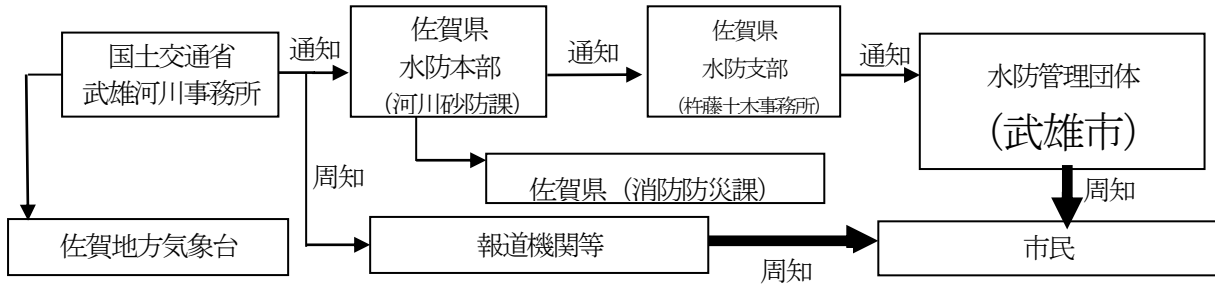 国土交通省
武雄河川事務所
通知
佐賀県
水防本部
（河川砂防課）
通知
佐賀県
水防支部
（杵藤土木事務所）
通知
水防管理団体
（武雄市）
周知
佐賀県（消防防災課）
周知
佐賀地方気象台
報道機関等
周知
市民